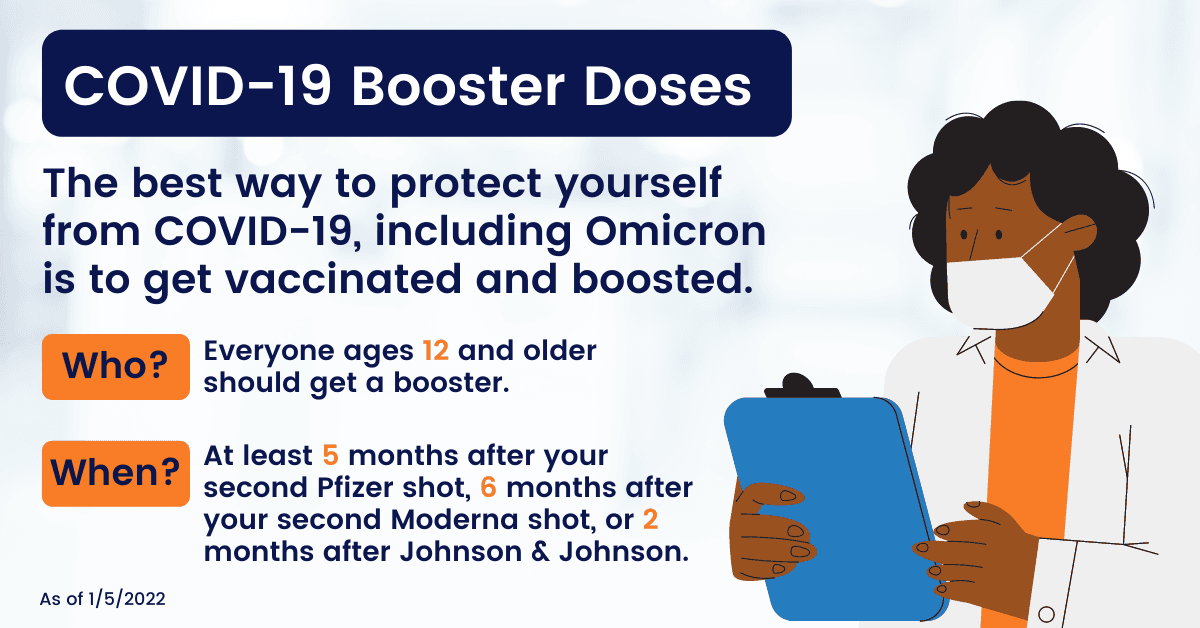 COVID-19 Booster Doses
The best way to protect yourself
from COVID-19, including Omicron
is to get vaccinated and boosted.
Who?
Everyone ages 12 and older
should get a booster.
When?
At least 5 months after your
second Pfizer shot, 6 months after
your second Moderna shot, or 2
months after Johnson & Johnson.
As of 1/5/2022